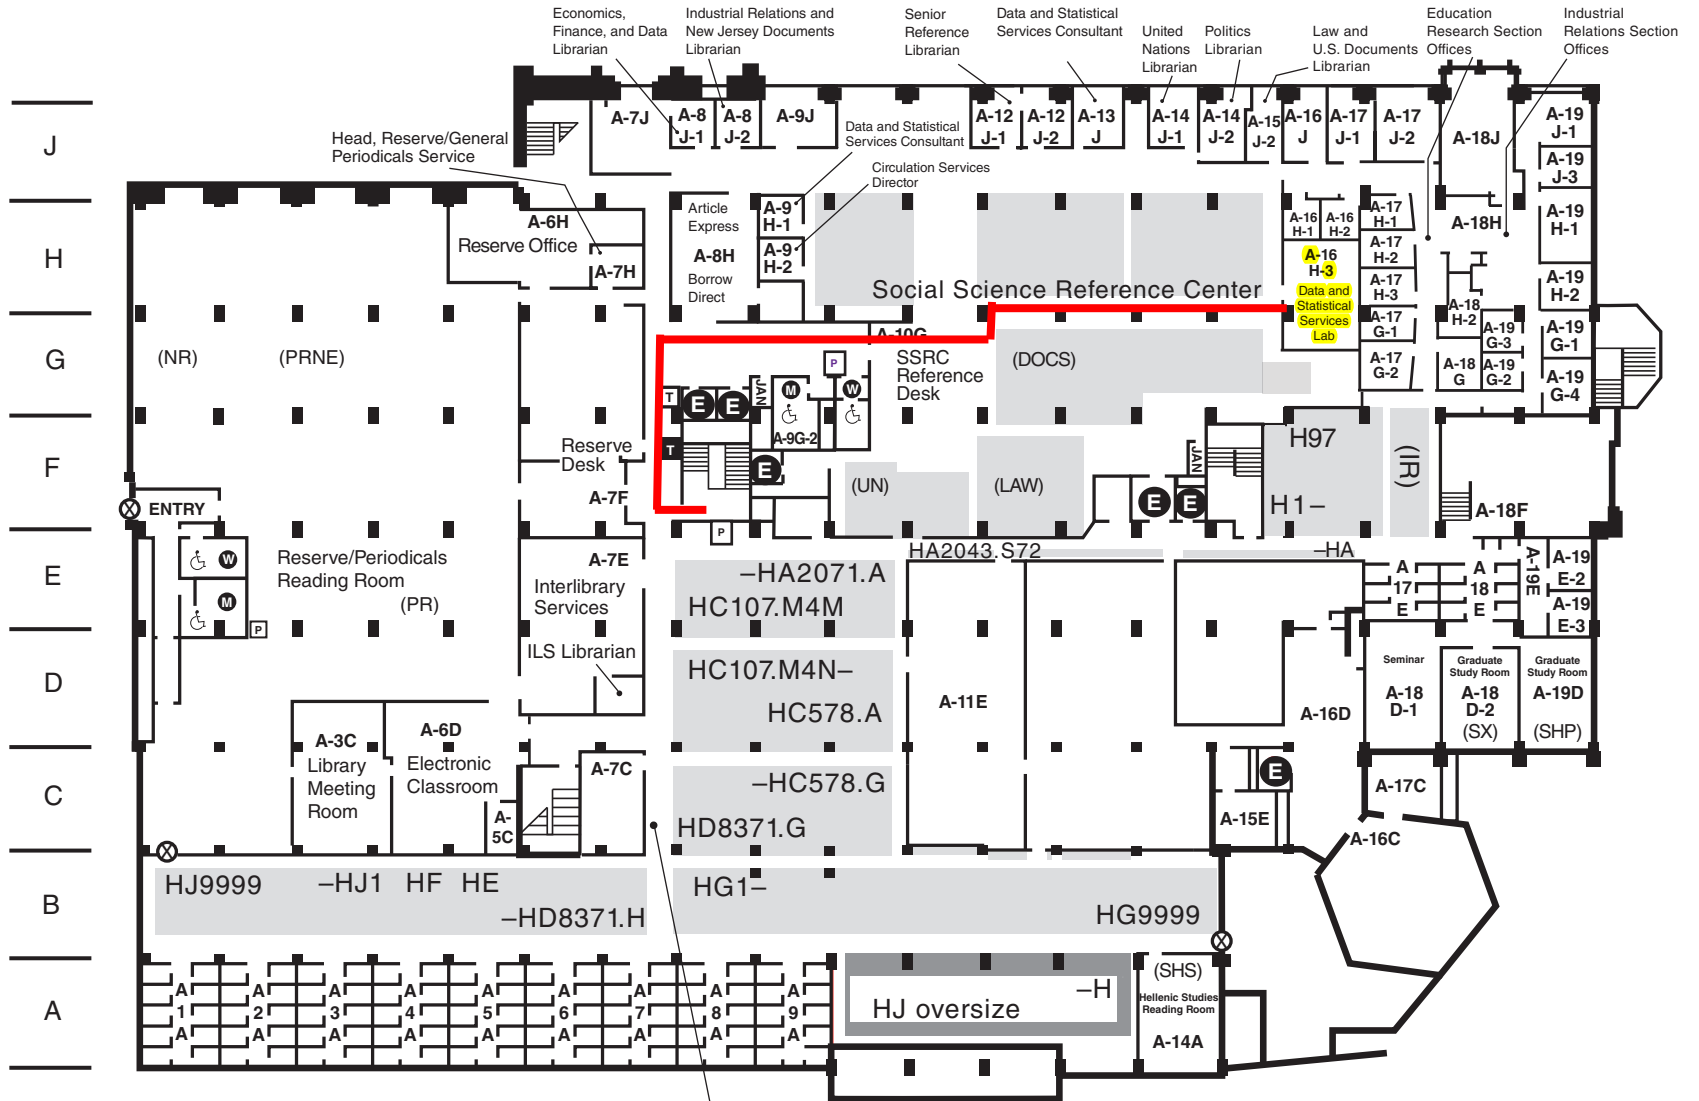 Economics,
Finance, and Data
Librarian
Industrial Relations and
New Jersey Documents
Librarian
Senior
Reference
Librarian
Data and Statistical
Services Consultant
United
Nations
Librarian
Politics
Librarian
Law and
U.S. Documents
Librarian
Education
Research Section
Offices
Industrial
Relations Section
Offices
J
Head, Reserve/General
Periodicals Service
A-7J
A-8
J-1
A-8
J-2
A-9J
Data and Statistical
Services Consultant
Circulation Services
Director
A-12
J-1
A-12
J-2
A-13
J
A-14
J-1
A-14
J-2
A-15
J-2
A-16
J
A-17
J-1
A-17
J-2
A-18J
A-19
J-1
A-19
J-3
H
A-6H
Reserve Office
A-7H
Article
Express
A-8H
Borrow
Direct
A-9
H-1
A-9
H-2
Social Science Reference Center
A-16
H-1
A-16
H-2
A-16
H-3
Data and
Statistical
Services
Lab
A-17
H-1
A-17
H-2
A-17
H-3
A-18H
A-18
H-2
A-19
H-1
A-19
H-2
G
(NR)
(PRNE)
A-10G
P
SSRC
Reference
Desk
(DOCS)
A-17
G-1
A-17
G-2
A-18
G
A-19
G-3
A-19
G-2
A-19
G-1
A-19
G-4
T
E
E
JAN
M
W
A-9G-2
F
Reserve
Desk
A-7F
T
E
(UN)
(LAW)
JAN
E
E
H97
H1–
(IR)
A-18F
ENTRY
P
E
W
M
Reserve/Periodicals
Reading Room
(PR)
P
A-7E
Interlibrary
Services
ILS Librarian
–HA2071.A
HC107.M4M
HA2043.S72
–HA
A
17
E
A
18
E
A-19E
A-19
E-2
A-19
E-3
D
HC107.M4N–
HC578.A
A-11E
A-16D
Seminar
A-18
D-1
Graduate
Study Room
A-18
D-2
(SX)
Graduate
Study Room
A-19D
(SHP)
C
A-3C
Library
Meeting
Room
A-6D
Electronic
Classroom
A-
5C
A-7C
–HC578.G
HD8371.G
E
A-15E
A-17C
A-16C
B
HJ9999
–HJ1
HF
HE
–HD8371.H
HG1–
HG9999
A
A
1
A
A
2
A
A
3
A
A
4
A
A
5
A
A
6
A
A
7
A
A
8
A
A
9
A
–H
HJ oversize
(SHS)
Hellenic Studies
Reading Room
A-14A